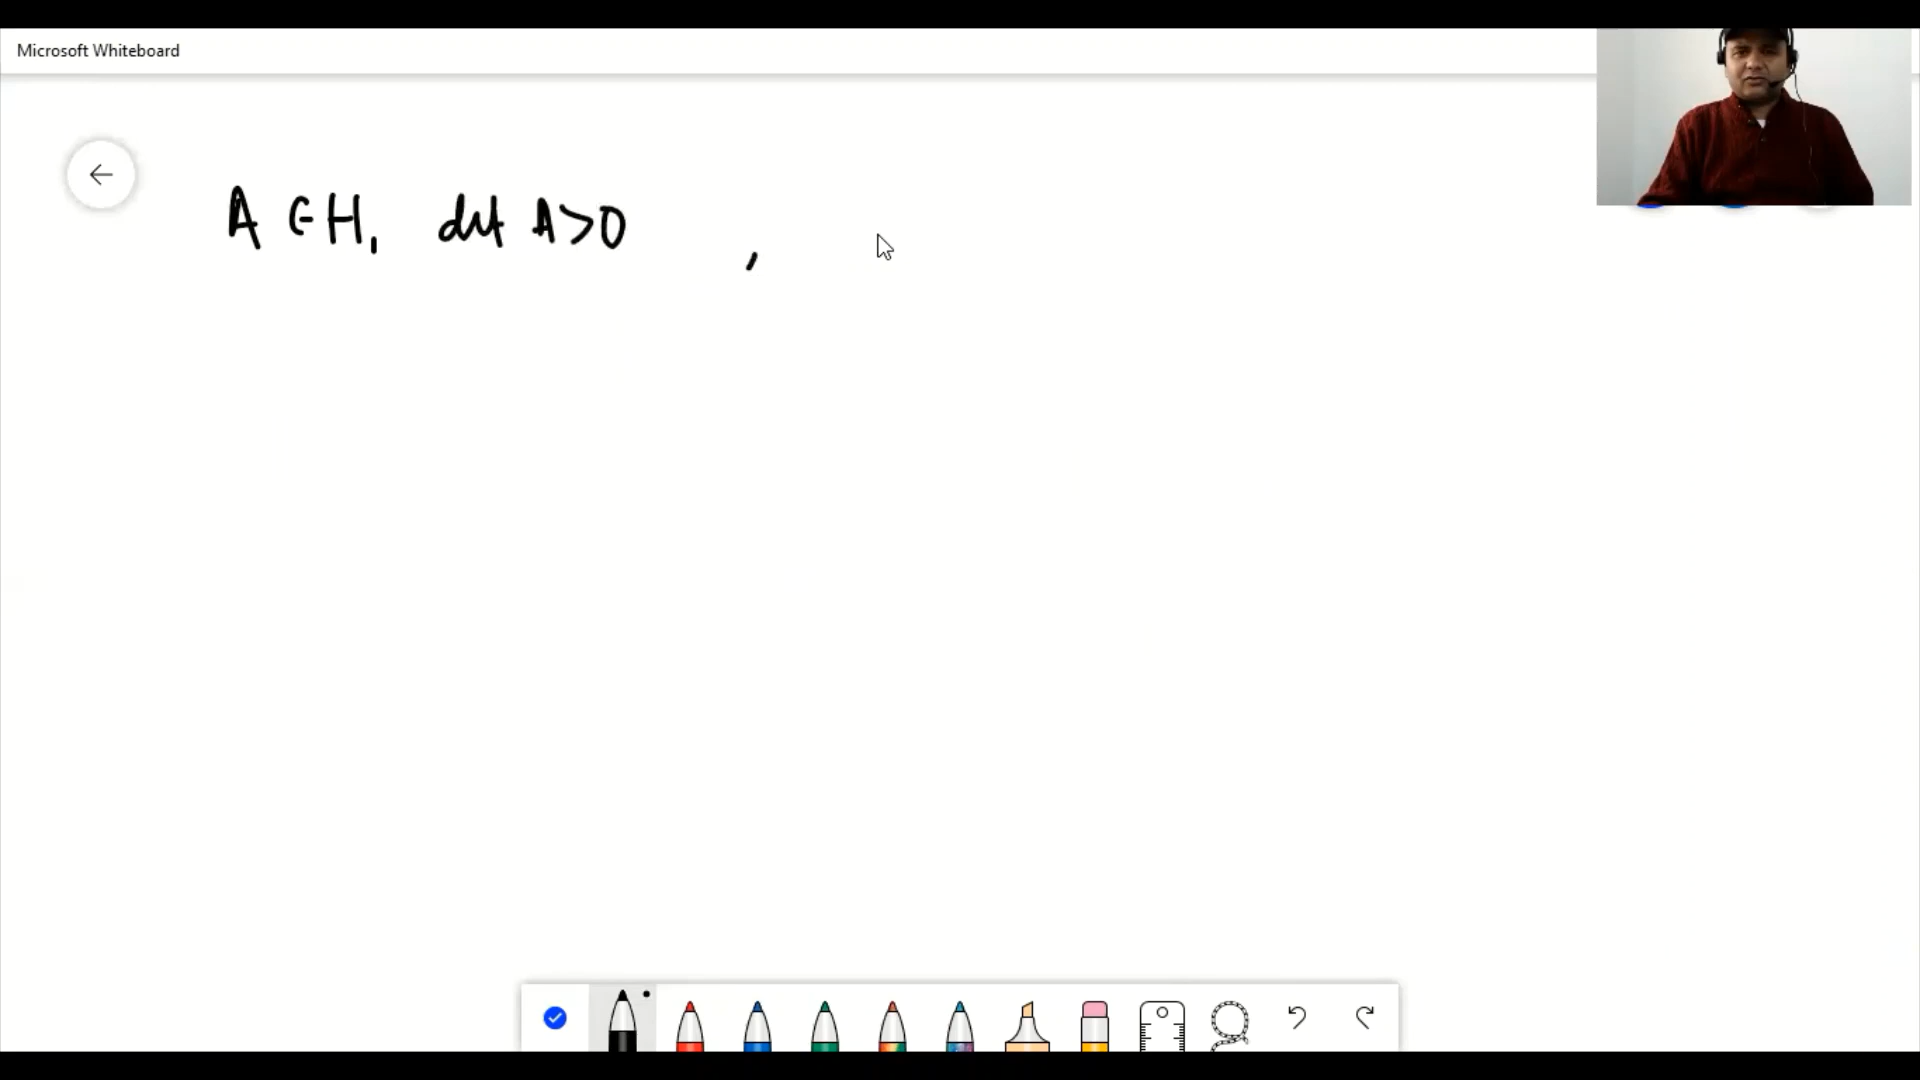 Microsoft Whiteboard
A ∈ H, det A>0 ,